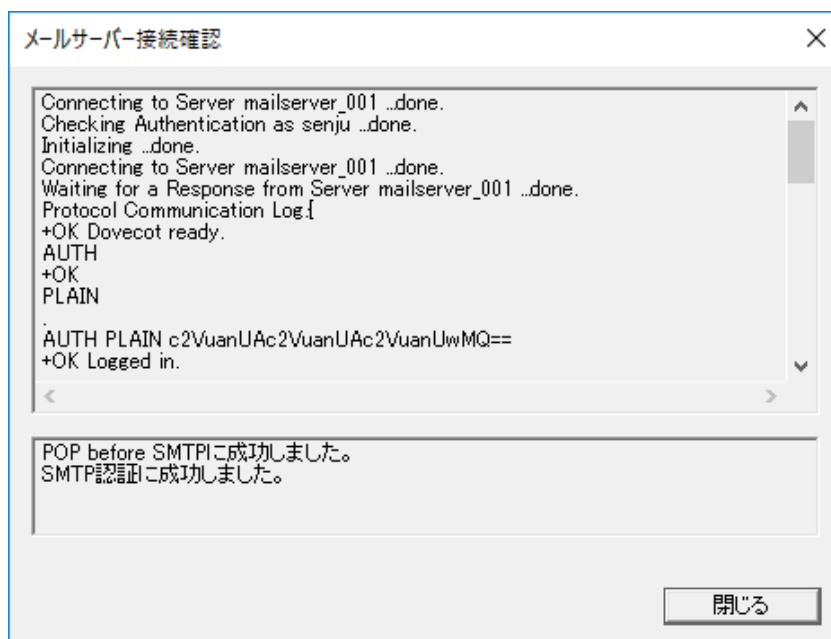 メールサーバー接続確認
Connecting to Server mailserver_001 ...done.
Checking Authentication as senju ...done.
Initializing ...done.
Connecting to Server mailserver_001 ...done.
Waiting for a Response from Server mailserver_001 ...done.
Protocol Communication Log:[
+OK Dovecot ready.
AUTH
+OK
PLAIN
.
AUTH PLAIN c2VuanUAc2VuanUAc2VuanUwMQ==
+OK Logged in.
POP before SMTPに成功しました。
SMTP認証に成功しました。
閉じる